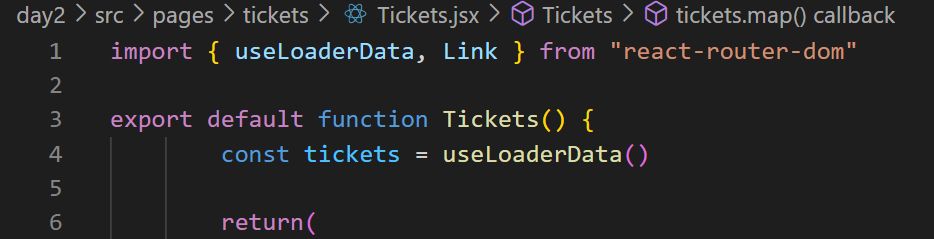 day2 > src > pages > tickets > Tickets.jsx > Tickets > tickets.map() callback
1 import { useLoaderData, Link } from "react-router-dom"
2
3 export default function Tickets() {
4 const tickets = useLoaderData()
5
6 return(